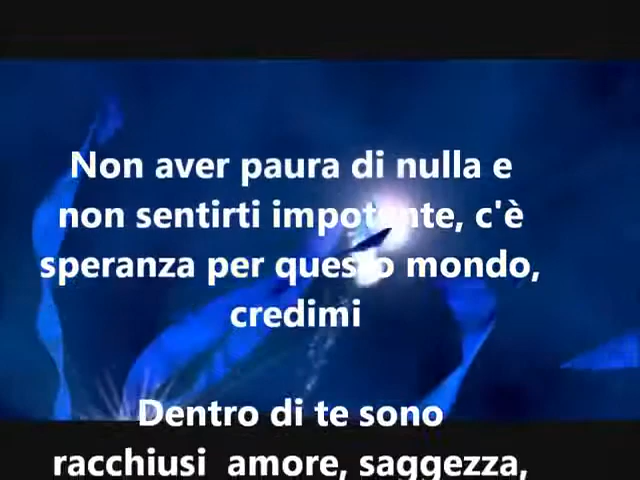 Non aver paura di nulla e
non sentirti impotente, c'è
speranza per questo mondo,
credimi
Dentro di te sono
racchiusi  amore, saggezza,